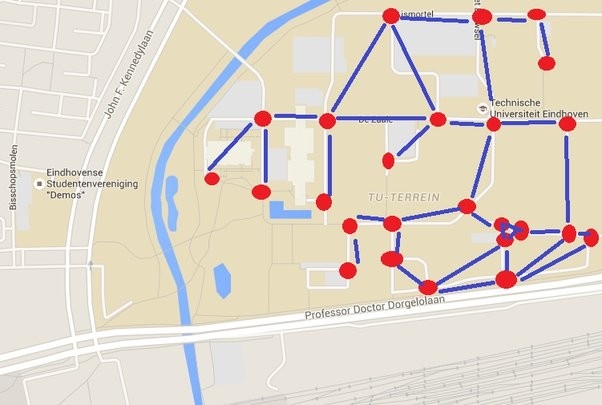 John F. Kennedylaan
Bisschopsmolen
Eindhovense
Studentenvereniging
"Demos"
De Zaale
Technische
Universiteit Eindhoven
TU-TERREIN
Professor Doctor Dorgelolaan